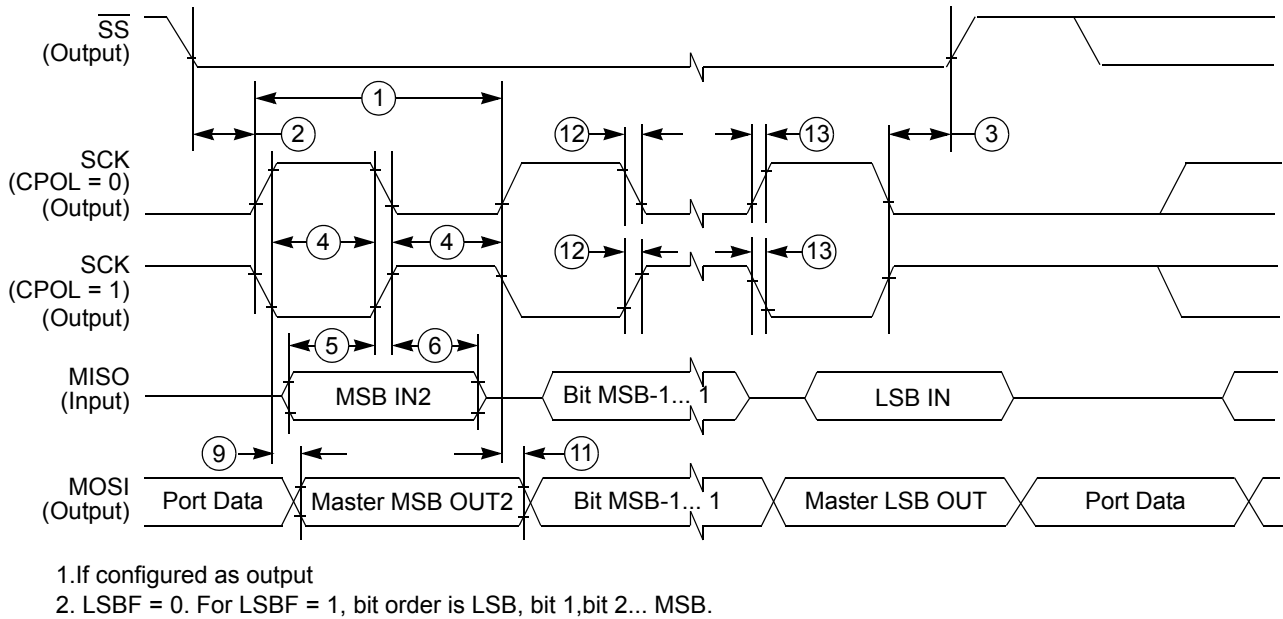 SS
(Output)
1
2
12
13
3
SCK
(CPOL = 0)
(Output)
4
4
12
13
SCK
(CPOL = 1)
(Output)
5
6
MISO
(Input)
MSB IN2
Bit MSB-1... 1
LSB IN
9
11
MOSI
(Output)
Port Data
Master MSB OUT2
Bit MSB-1... 1
Master LSB OUT
Port Data
1.If configured as output
2. LSBF = 0. For LSBF = 1, bit order is LSB, bit 1,bit 2... MSB.